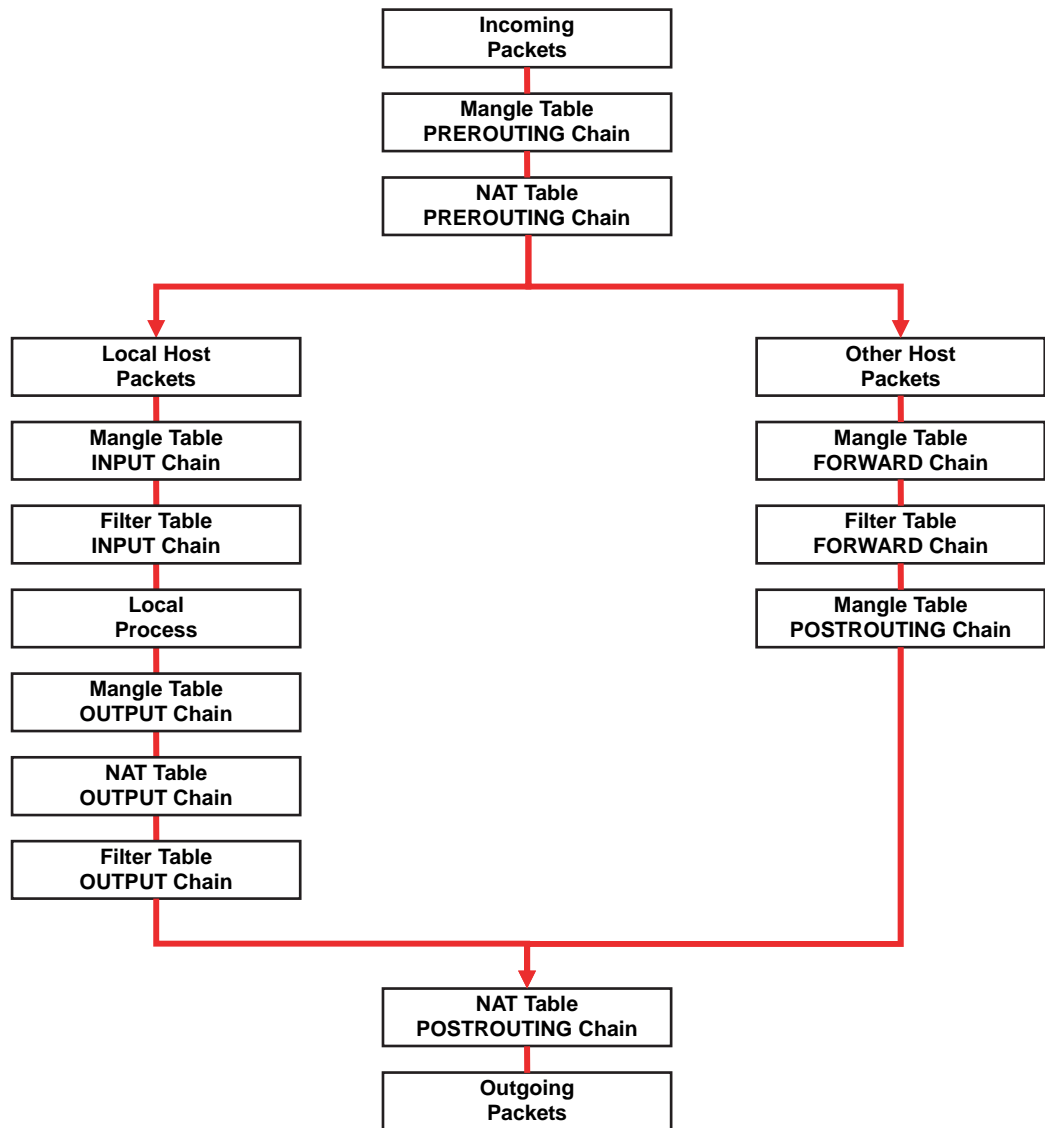 Incoming
Packets
Mangle Table
PREROUTING Chain
NAT Table
PREROUTING Chain
Local Host
Packets
Mangle Table
INPUT Chain
Filter Table
INPUT Chain
Local
Process
Mangle Table
OUTPUT Chain
NAT Table
OUTPUT Chain
Filter Table
OUTPUT Chain
Other Host
Packets
Mangle Table
FORWARD Chain
Filter Table
FORWARD Chain
Mangle Table
POSTROUTING Chain
NAT Table
POSTROUTING Chain
Outgoing
Packets